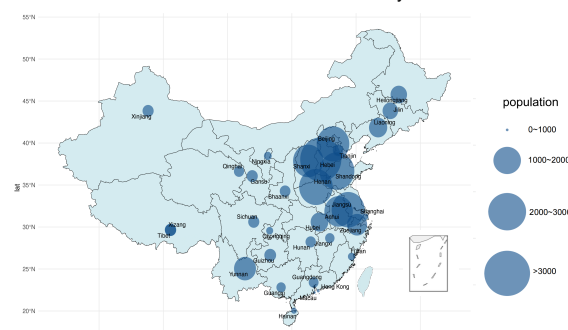 55°N
50°N
45°N
40°N
35°N
30°N
25°N
20°N
lat
Heilongjiang
Jilin
Liaoning
Xinjiang
Beijing
Tianjin
Ningxia
Qinghai
Gansu
Shanxi
Hebei
Shandong
Henan
Shaanxi
Jiangsu
Shanghai
Anhui
Sichuan
Hubei
Zhejiang
Xizang
Tibet
Chongqing
Hunan
Jiangxi
Guizhou
Fujian
Yunnan
Guangxi
Guangdong
Hong Kong
Macau
Hainan
population
0~1000
1000~2000
2000~3000
>3000